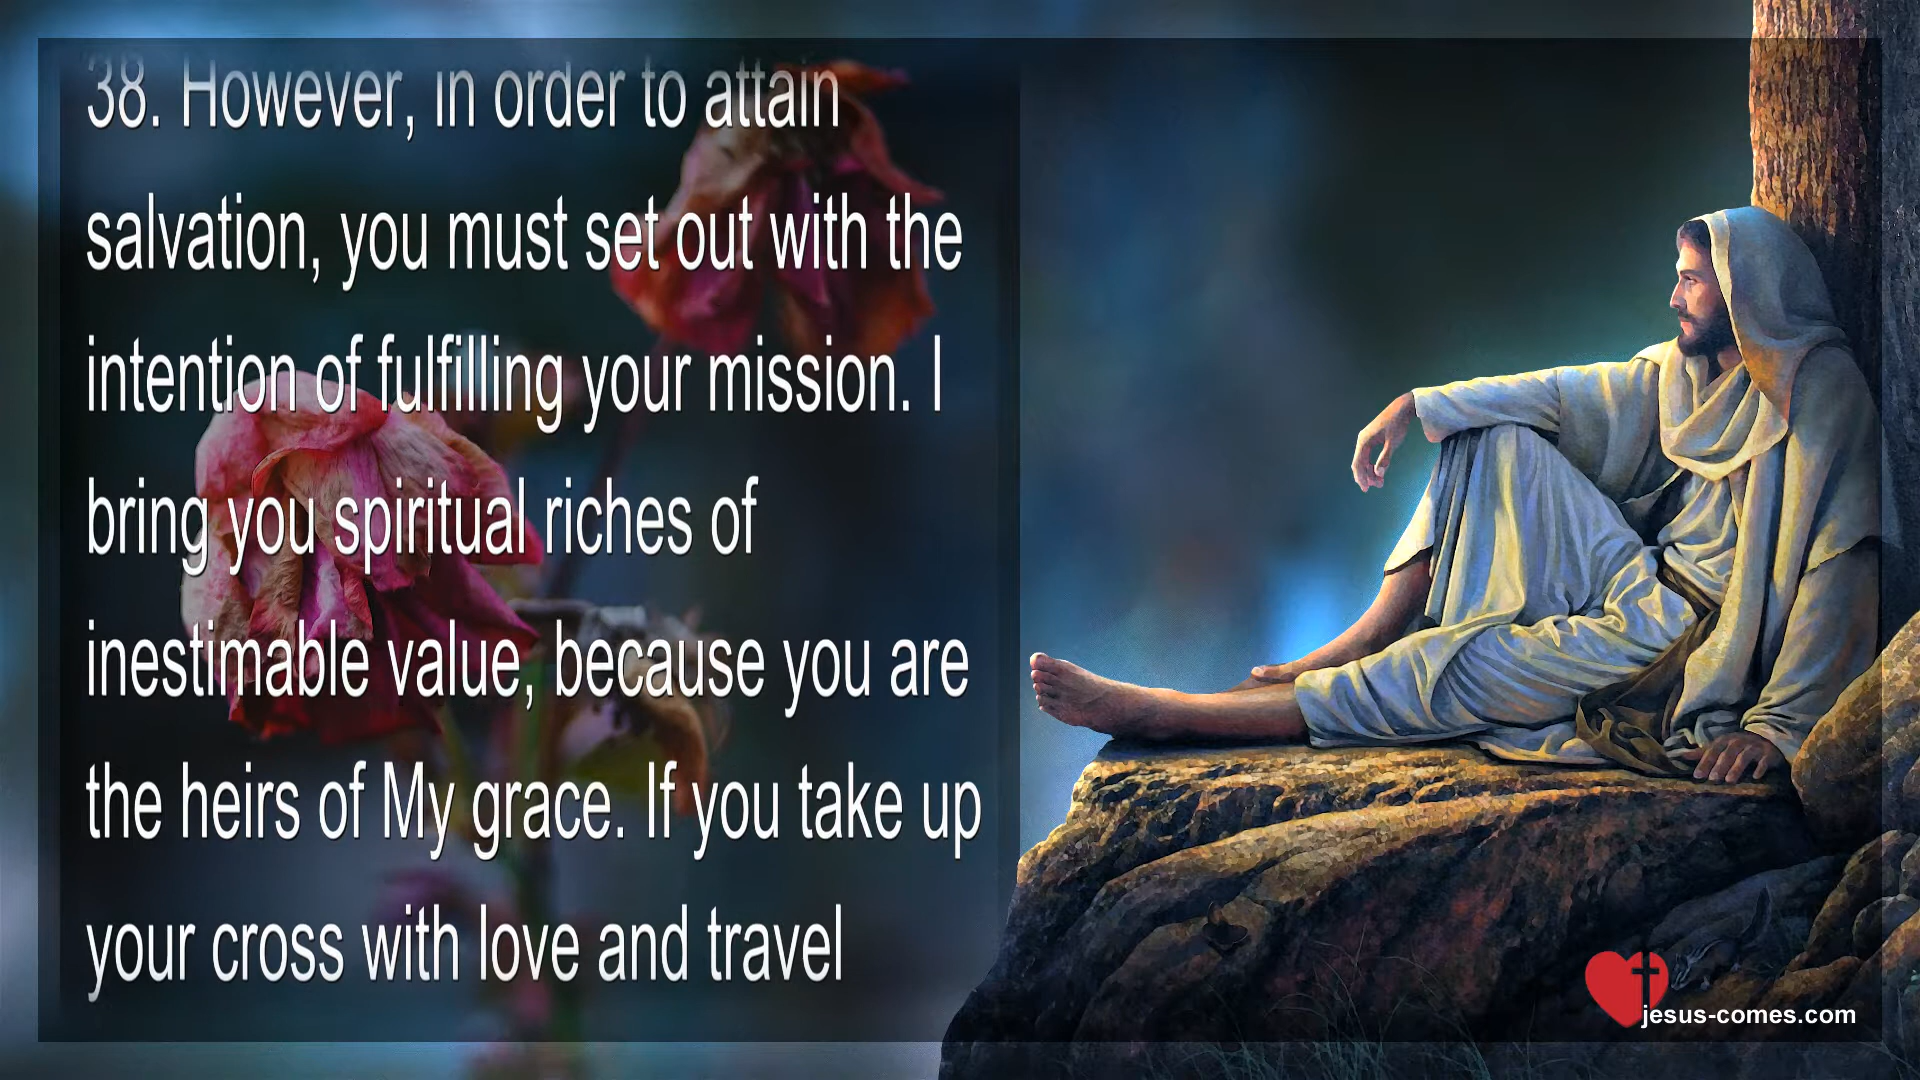 38. However, in order to attain
salvation, you must set out with the
intention of fulfilling your mission. I
bring you spiritual riches of
inestimable value, because you are
the heirs of My grace. If you take up
your cross with love and travel
jesus-comes.com